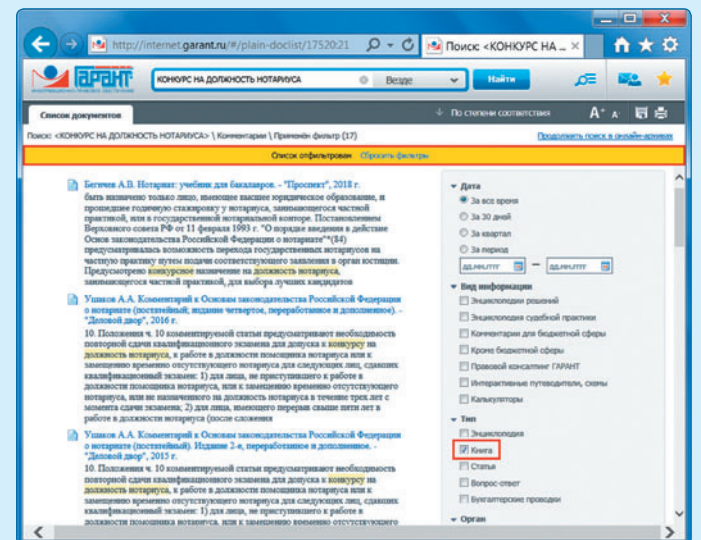 http://internet.garant.ru/#/plain-doclist/17520:21
Поиск: <КОНКУРС НА ...
ГАРАНТ
КОНКУРС НА ДОЛЖНОСТЬ НОТАРИУСА
Везде
Найти
Список документов
По степени соответствия
A+ A-
Поиск: <КОНКУРС НА ДОЛЖНОСТЬ НОТАРИУСА> \ Комментарии \ Применён фильтр (17)
Продолжить поиск в онлайн-архивах
Список отфильтрован Сбросить фильтры
Бегичев А.В. Нотариат: учебник для бакалавров. - "Проспект", 2018 г.
быть назначено только лицо, имеющее высшее юридическое образование, и
прошедшее годичную стажировку у нотариуса, занимающегося частной
практикой, или в государственной нотариальной конторе. Постановлением
Верховного совета РФ от 11 февраля 1993 г. "О порядке введения в действие
Основ законодательства Российской Федерации о нотариате"*(84)
предусматривалась возможность перехода государственных нотариусов на
частную практику путем подачи соответствующего заявления в орган юстиции.
Предусмотрено конкурсное назначение на должность нотариуса,
занимающегося частной практикой, для выбора лучших кандидатов
Ушаков А.А. Комментарий к Основам законодательства Российской Федерации
о нотариате (постатейный; издание четвертое, переработанное и дополненное). -
"Деловой двор", 2016 г.
10. Положения ч. 10 комментируемой статьи предусматривают необходимость
повторной сдачи квалификационного экзамена для допуска к конкурсу на
должность нотариуса, к работе в должности помощника нотариуса или к
замещению временно отсутствующего нотариуса для следующих лиц, сдавших
квалификационный экзамен: 1) для лица, не приступившего к работе в
должности помощника нотариуса, или к замещению временно отсутствующего
нотариуса, или не назначенного на должность нотариуса в течение трех лет с
момента сдачи экзамена; 2) для лица, имеющего перерыв свыше пяти лет в
работе в должности нотариуса (после сложения
Ушаков А.А. Комментарий к Основам законодательства Российской Федерации
о нотариате (постатейный). Издание 2-е, переработанное и дополненное. -
"Деловой двор", 2015 г.
10. Положения ч. 10 комментируемой статьи предусматривают необходимость
повторной сдачи квалификационного экзамена для допуска к конкурсу на
должность нотариуса, к работе в должности помощника нотариуса или к
замещению временно отсутствующего нотариуса для следующих лиц, сдавших
квалификационный экзамен: 1) для лица, не приступившего к работе в
должности помощника нотариуса, или к замещению временно отсутствующего
Дата
За все время
За 30 дней
За квартал
За период
дд.мм.гггг — дд.мм.гггг
Вид информации
Энциклопедии решений
Энциклопедия судебной практики
Комментарии для бюджетной сферы
Кроме бюджетной сферы
Правовой консалтинг ГАРАНТ
Интерактивные путеводители, схемы
Калькуляторы
Тип
Энциклопедия
Книга
Статья
Вопрос-ответ
Бухгалтерские проводки
Орган